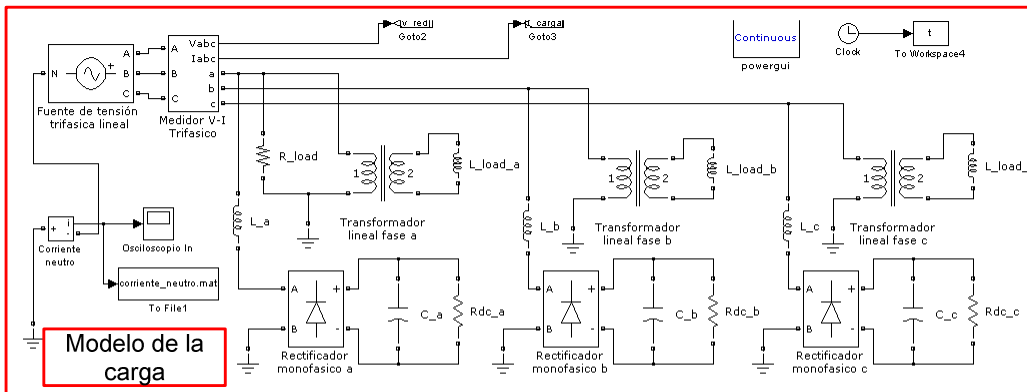 v_red
Goto2
i_carga
Goto3
Continuous
powergui
Clock
t
To Workspace4
N
A
B
C
+
Fuente de tensión
trifasica lineal
A
B
C
Vabc
Iabc
a
b
c
Medidor V-I
Trifasico
R_load
1
2
L_load_a
Transformador
lineal fase a
1
2
L_load_b
Transformador
lineal fase b
1
2
L_load_
Transformador
lineal fase c
L_a
L_b
L_c
+
-
i
Corriente
neutro
Osciloscopio In
corriente_neutro.mat
To File1
A
B
+
-
Rectificador
monofasico a
C_a
Rdc_a
A
B
+
-
Rectificador
monofasico b
C_b
Rdc_b
A
B
+
-
Rectificador
monofasico c
C_c
Rdc_c
Modelo de la
carga